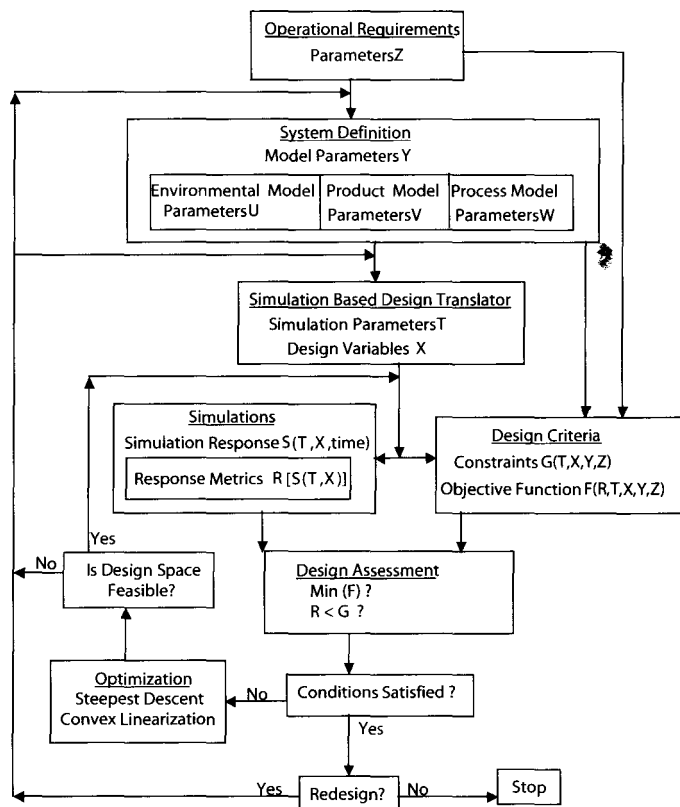 Operational Requirements
ParametersZ
System Definition
Model Parameters Y
Environmental Model
ParametersU
Product Model
ParametersV
Process Model
ParametersW
Simulation Based Design Translator
Simulation ParametersT
Design Variables X
Simulations
Simulation Response S(T,X,time)
Response Metrics R [S(T,X)]
Design Criteria
Constraints G(T,X,Y,Z)
Objective Function F(R,T,X,Y,Z)
Yes
No
Is Design Space
Feasible?
Design Assessment
Min (F) ?
R < G ?
Optimization
Steepest Descent
Convex Linearization
No
Conditions Satisfied ?
Yes
Yes
Redesign?
No
Stop